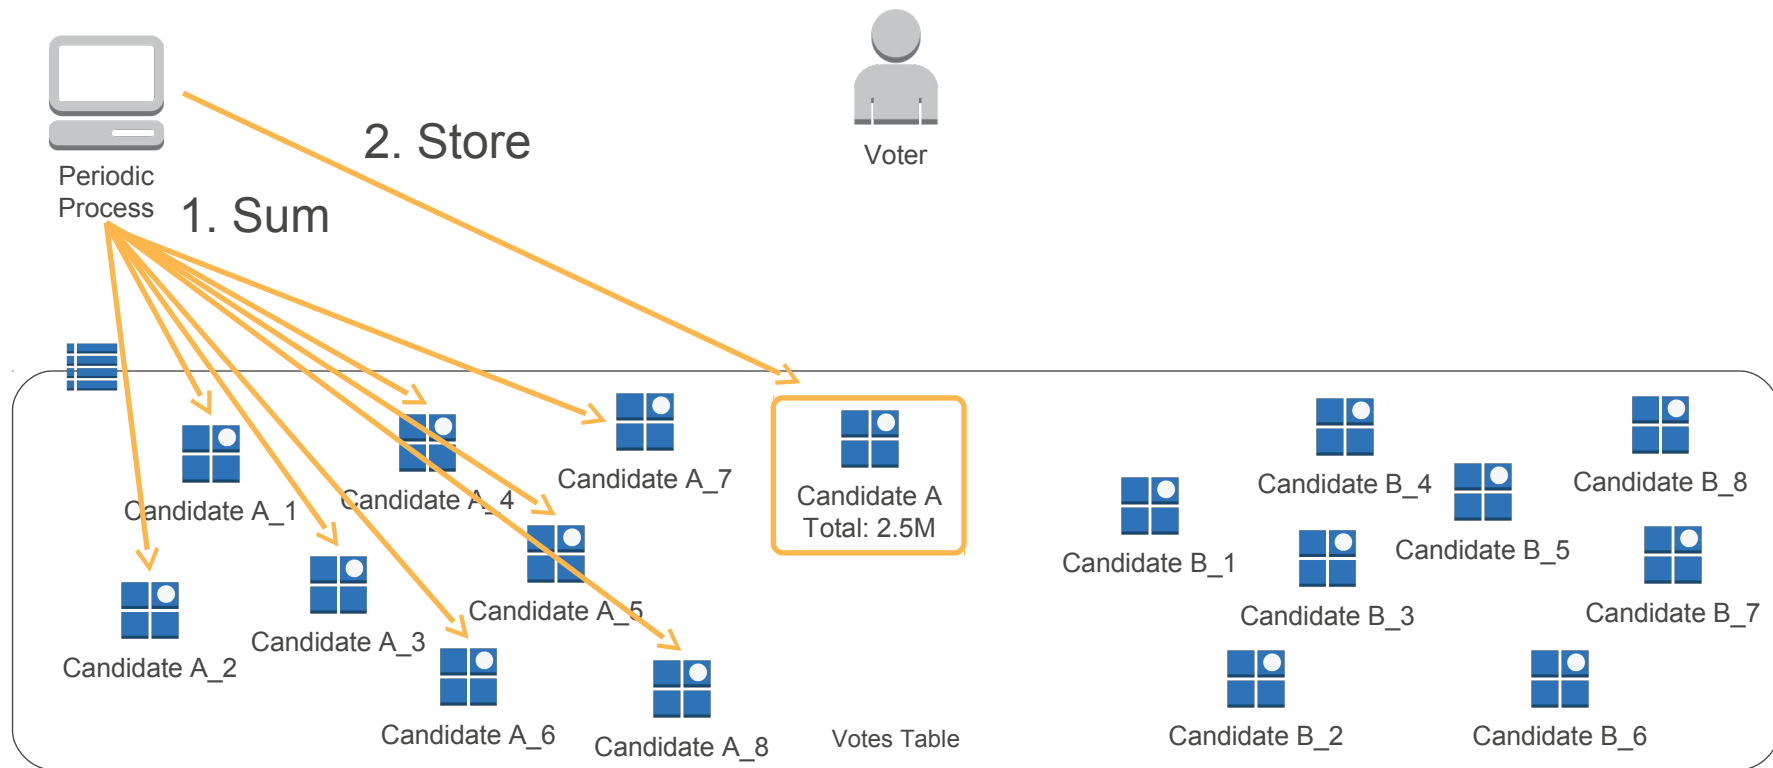 Periodic
Process
Voter
2. Store
1. Sum
Candidate A_1
Candidate A_4
Candidate A_7
Candidate A
Total: 2.5M
Candidate B_4
Candidate B_8
Candidate B_1
Candidate B_5
Candidate A_2
Candidate A_3
Candidate A_5
Candidate B_3
Candidate B_7
Candidate A_6
Candidate A_8
Votes Table
Candidate B_2
Candidate B_6